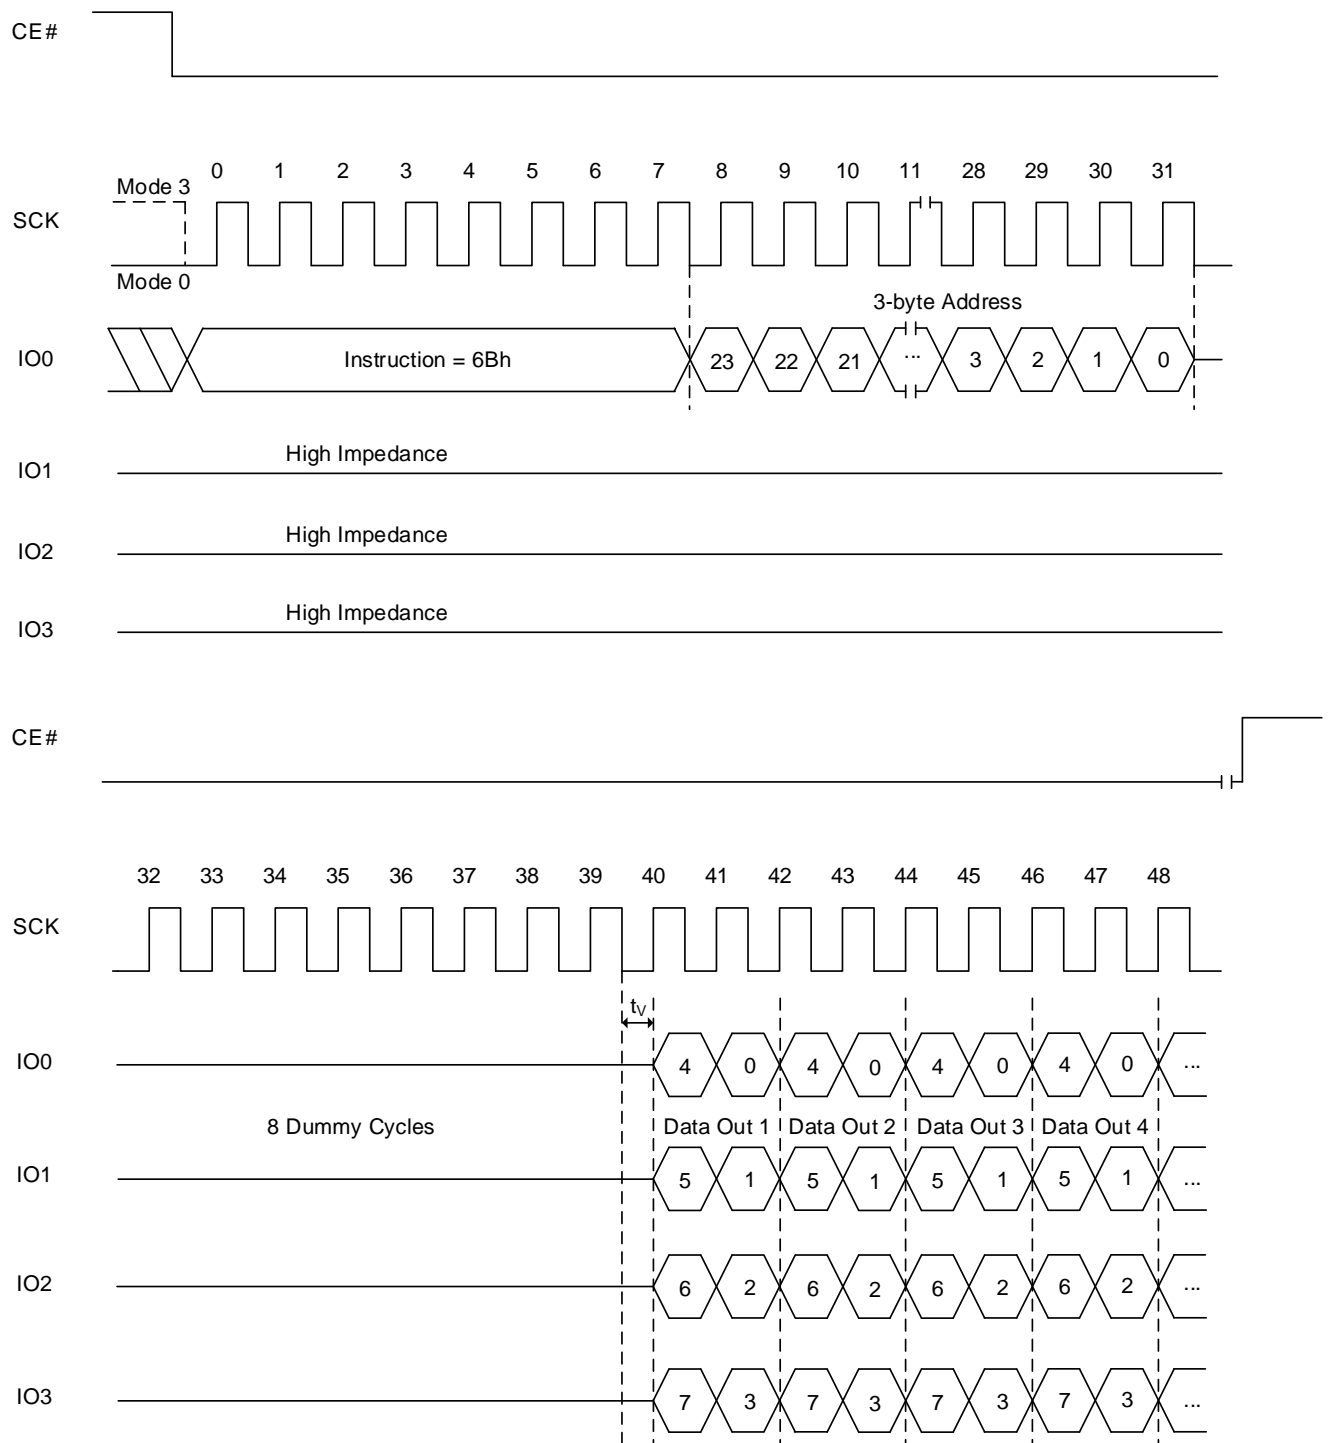 CE#
0 1 2 3 4 5 6 7 8 9 10 11 28 29 30 31
Mode 3
SCK
Mode 0
3-byte Address
IO0 Instruction = 6Bh 23 22 21 ... 3 2 1 0
High Impedance
IO1
High Impedance
IO2
High Impedance
IO3
CE#
32 33 34 35 36 37 38 39 40 41 42 43 44 45 46 47 48
SCK
tV
IO0 4 0 4 0 4 0 4 0 ...
8 Dummy Cycles Data Out 1 Data Out 2 Data Out 3 Data Out 4
IO1 5 1 5 1 5 1 5 1 ...
IO2 6 2 6 2 6 2 6 2 ...
IO3 7 3 7 3 7 3 7 3 ...